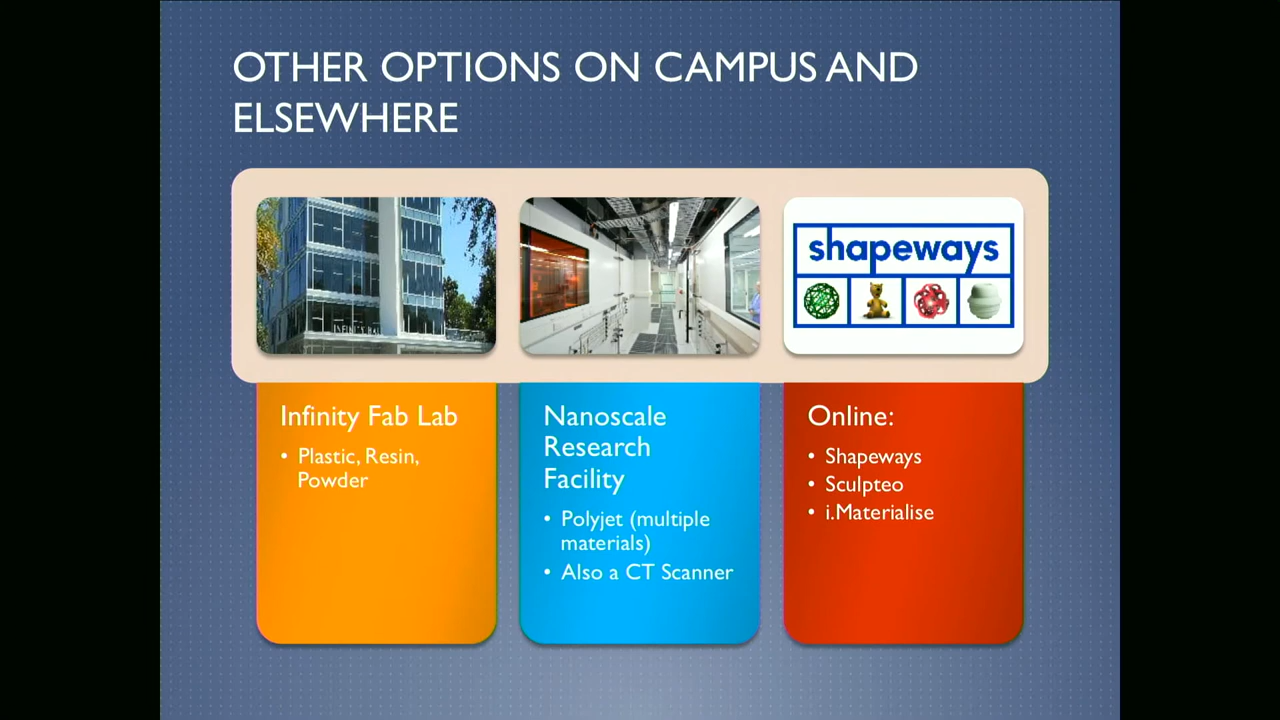 OTHER OPTIONS ON CAMPUS AND
ELSEWHERE
shapeways
Infinity Fab Lab
• Plastic, Resin,
Powder
Nanoscale
Research
Facility
• Polyjet (multiple
materials)
• Also a CT Scanner
Online:
• Shapeways
• Sculpteo
• i.Materialise